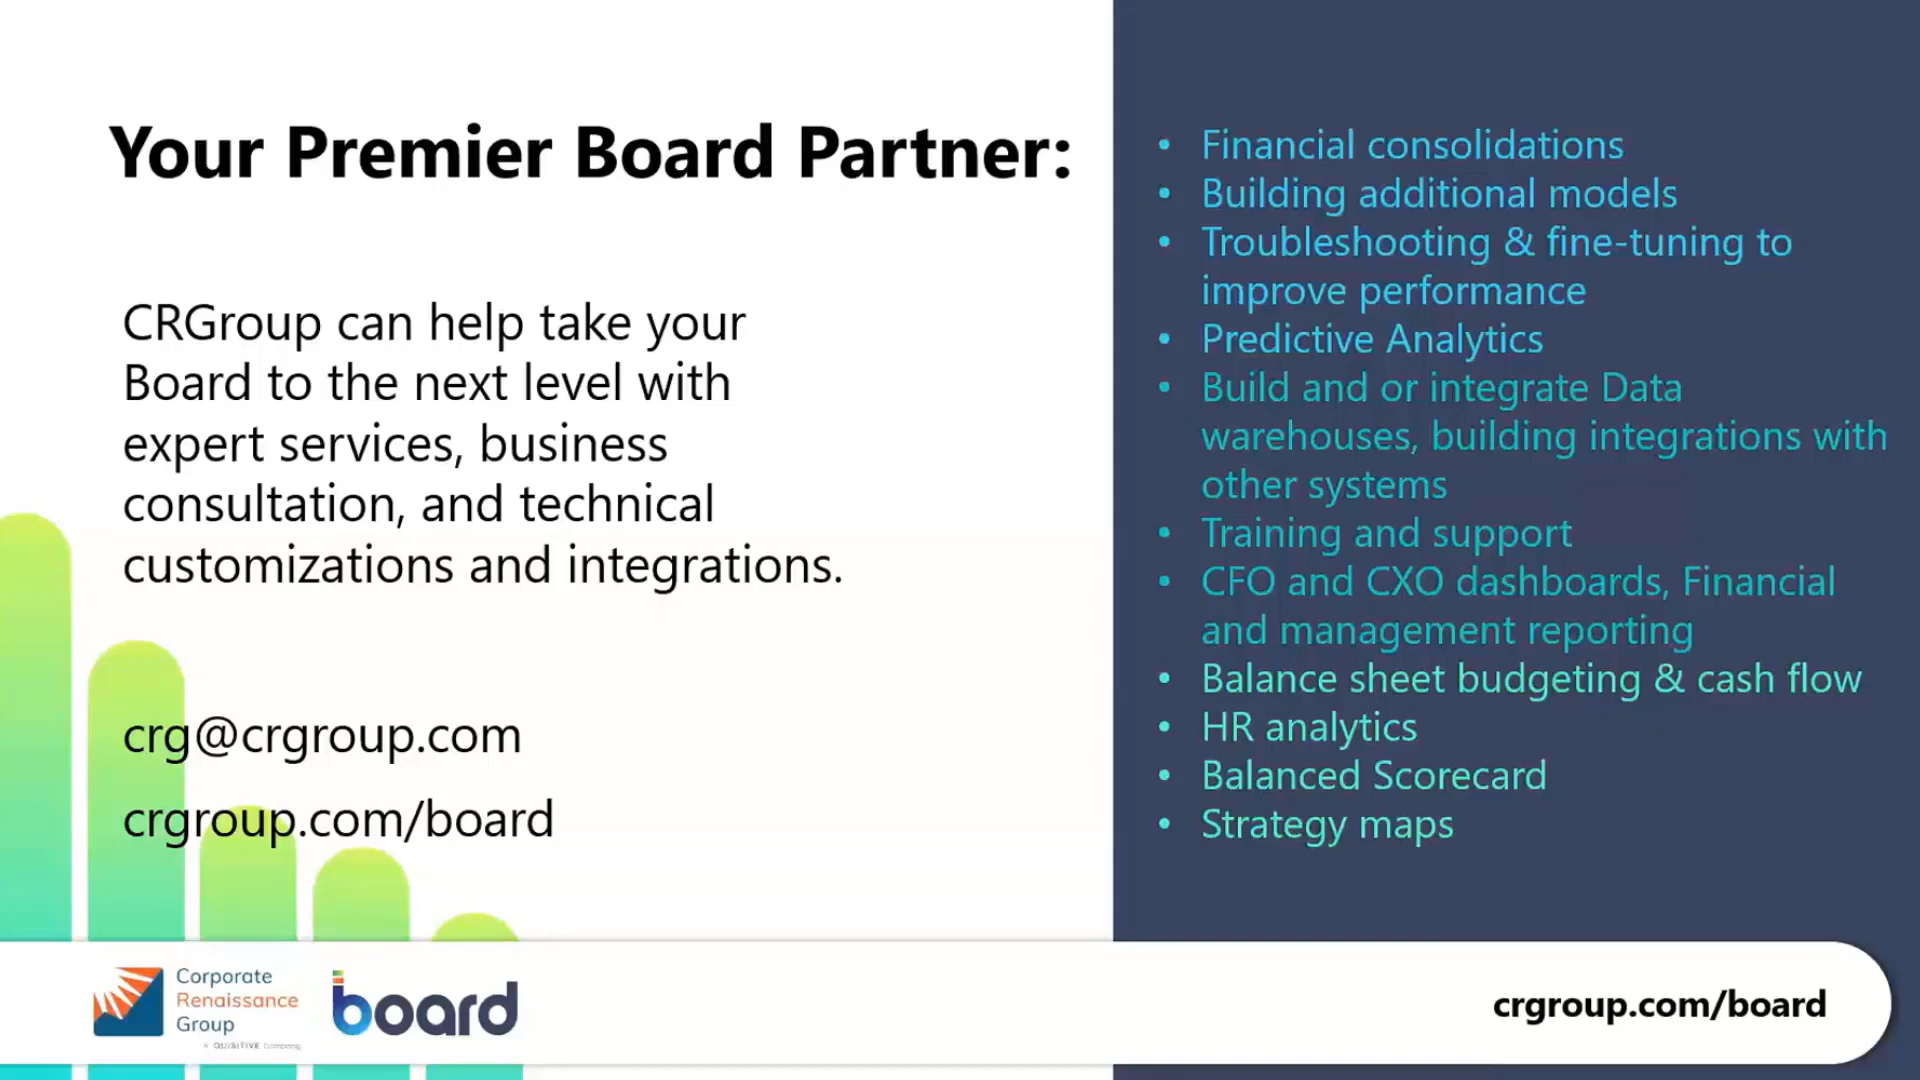 Your Premier Board Partner:
CRGroup can help take your
Board to the next level with
expert services, business
consultation, and technical
customizations and integrations.
crg@crgroup.com
crgroup.com/board
• Financial consolidations
• Building additional models
• Troubleshooting & fine-tuning to
improve performance
• Predictive Analytics
• Build and or integrate Data
warehouses, building integrations with
other systems
• Training and support
• CFO and CXO dashboards, Financial
and management reporting
• Balance sheet budgeting & cash flow
• HR analytics
• Balanced Scorecard
• Strategy maps
Corporate
Renaissance
Group
A QUISITIVE Company
board
crgroup.com/board